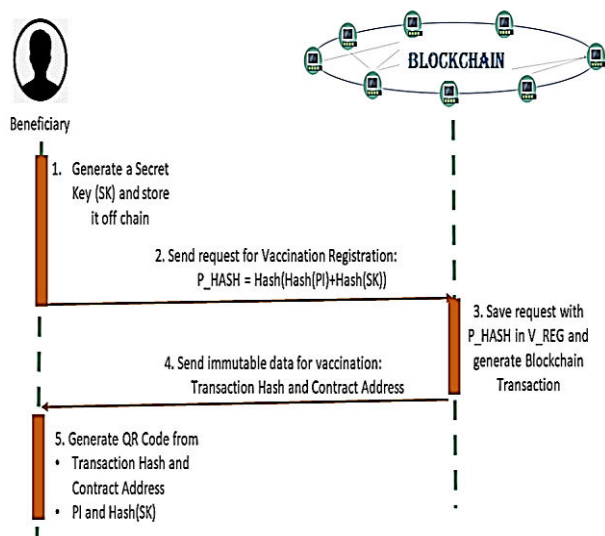 BLOCKCHAIN
Beneficiary
1. Generate a Secret
Key (SK) and store
it off chain
2. Send request for Vaccination Registration:
P_HASH = Hash(Hash(PI)+Hash(SK))
3. Save request with
P_HASH in V_REG and
generate Blockchain
Transaction
4. Send immutable data for vaccination:
Transaction Hash and Contract Address
5. Generate QR Code from
• Transaction Hash and
Contract Address
• PI and Hash(SK)